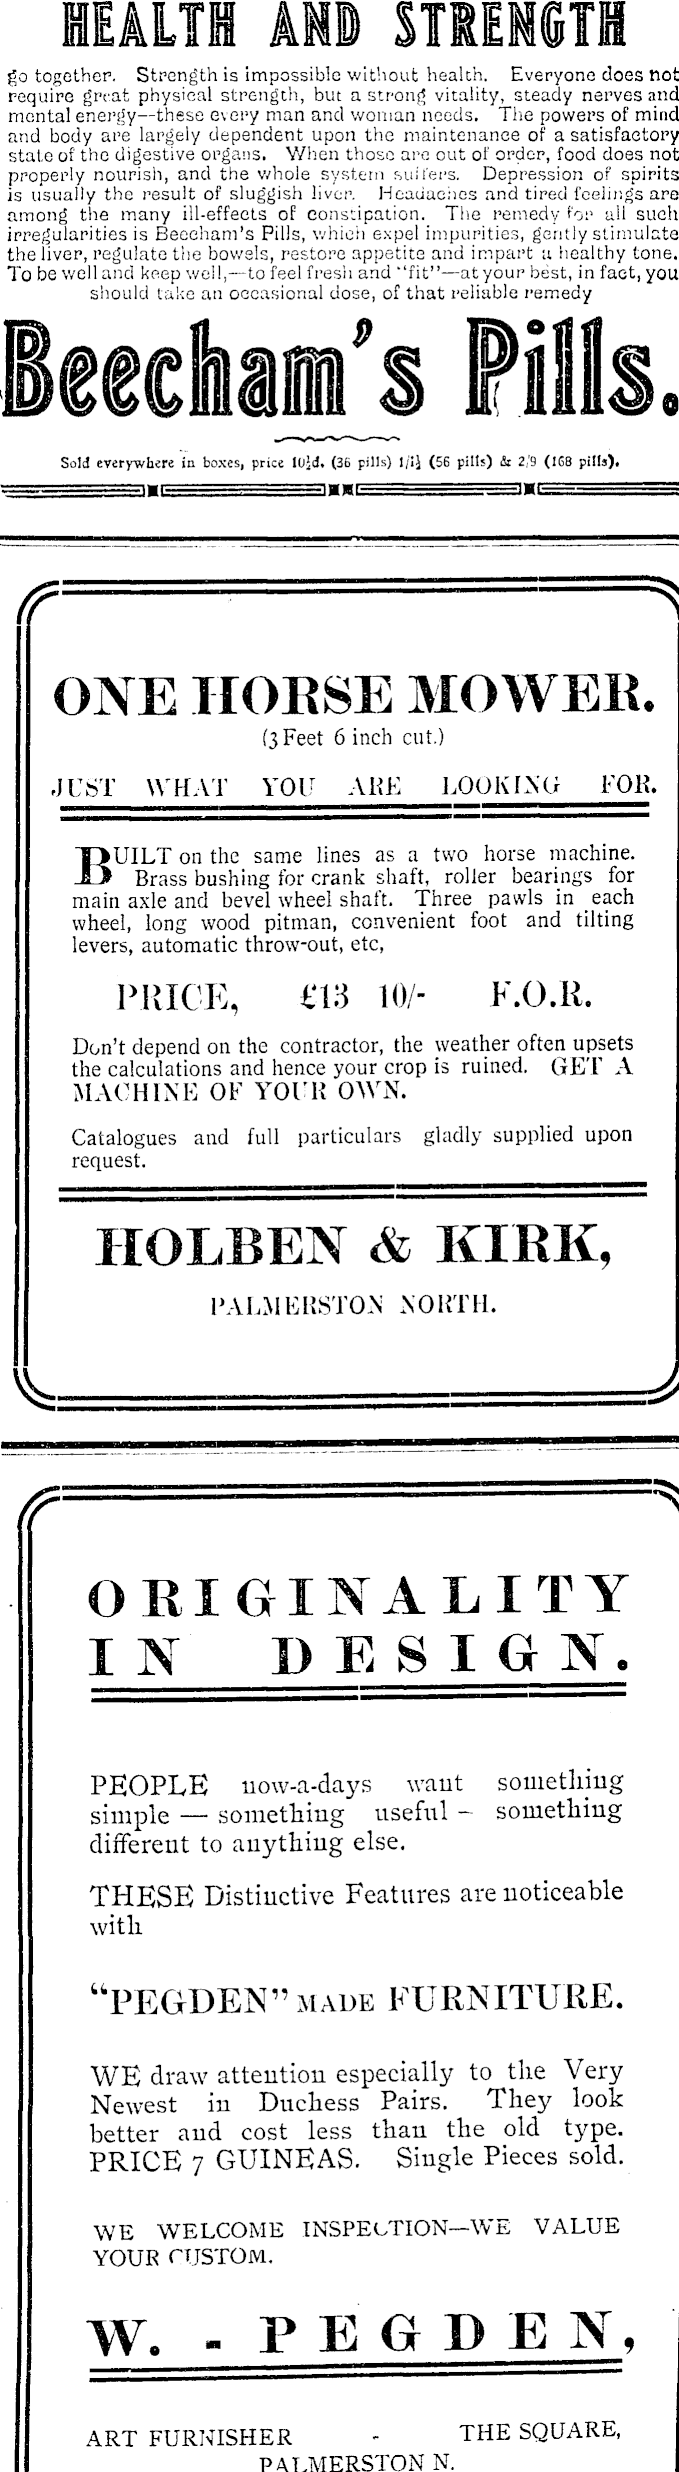 HEALTH AND STRENGTH
go together. Strength is impossible without health. Everyone does not
require great physical strength, but a strong vitality, steady nerves and
mental energy—these every man and woman needs. The powers of mind
and body are largely dependent upon the maintenance of a satisfactory
state of the digestive organs. When those are out of order, food does not
properly nourish, and the whole system suffers. Depression of spirits
is usually the result of sluggish liver. Headaches and tired feelings are
among the many ill-effects of constipation. The remedy for all such
irregularities is Beecham's Pills, which expel impurities, gently stimulate
the liver, regulate the bowels, restore appetite and impart a healthy tone.
To be well and keep well,—to feel fresh and "fit"—at your best, in fact, you
should take an occasional dose, of that reliable remedy
Beecham's Pills.
Sold everywhere in boxes, price 10½d. (36 pills) 1/1½ (56 pills) & 2/9 (168 pills).
ONE HORSE MOWER.
(3 Feet 6 inch cut.)
JUST WHAT YOU ARE LOOKING FOR.
BUILT on the same lines as a two horse machine.
Brass bushing for crank shaft, roller bearings for
main axle and bevel wheel shaft. Three pawls in each
wheel, long wood pitman, convenient foot and tilting
levers, automatic throw-out, etc,
PRICE, £13 10/- F.O.R.
Don't depend on the contractor, the weather often upsets
the calculations and hence your crop is ruined. GET A
MACHINE OF YOUR OWN.
Catalogues and full particulars gladly supplied upon
request.
HOLBEN & KIRK,
PALMERSTON NORTH.
ORIGINALITY
IN DESIGN.
PEOPLE now-a-days want something
simple — something useful – something
different to anything else.
THESE Distinctive Features are noticeable
with
"PEGDEN" MADE FURNITURE.
WE draw attention especially to the Very
Newest in Duchess Pairs. They look
better and cost less than the old type.
PRICE 7 GUINEAS. Single Pieces sold.
WE WELCOME INSPECTION—WE VALUE
YOUR CUSTOM.
W. - PEGDEN,
ART FURNISHER - THE SQUARE,
PALMERSTON N.